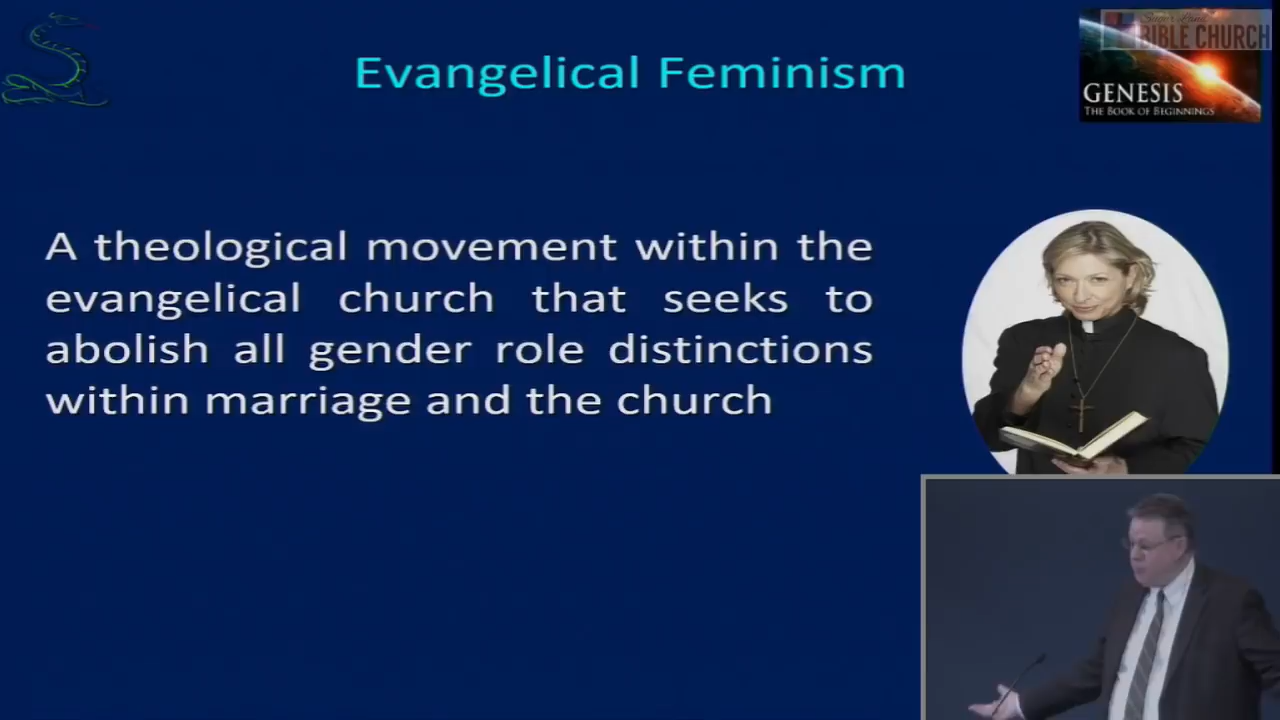 Evangelical Feminism
BIBLE CHURCH
GENESIS
THE BOOK OF BEGINNINGS
A theological movement within the
evangelical church that seeks to
abolish all gender role distinctions
within marriage and the church